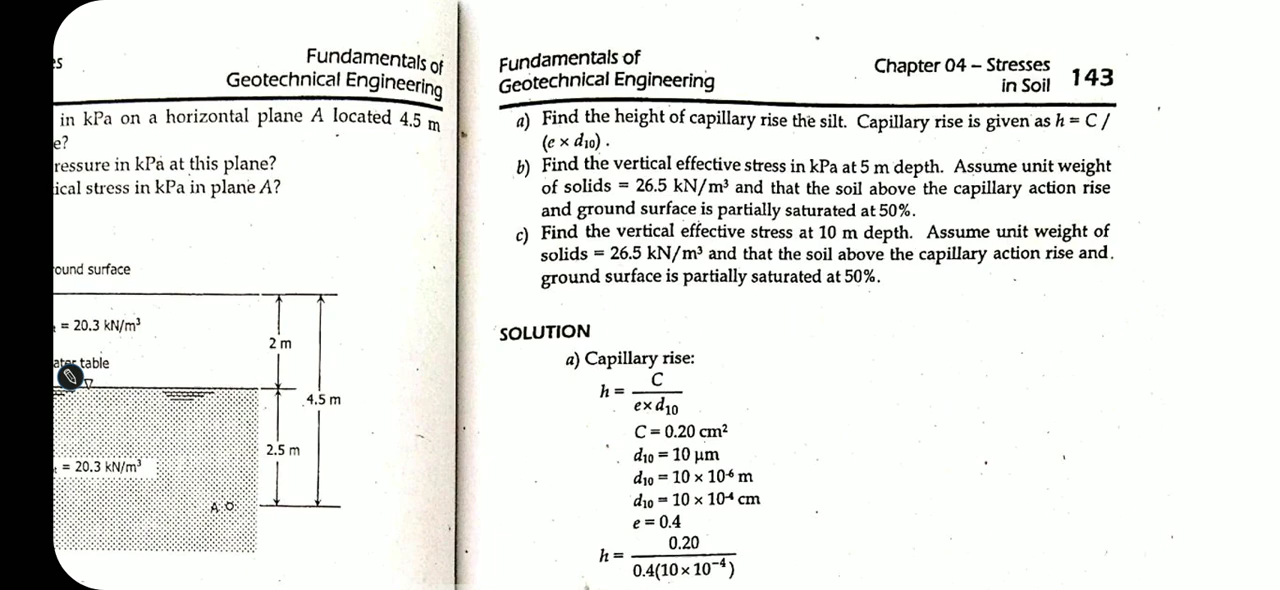 Fundamentals of
Geotechnical Engineering
in kPa on a horizontal plane A located 4.5 m
e?
ressure in kPa at this plane?
ical stress in kPa in plane A?
ound surface
= 20.3 kN/m³
2 m
ater table
4.5 m
2.5 m
= 20.3 kN/m³
A
Fundamentals of
Geotechnical Engineering
Chapter 04 – Stresses
in Soil 143
a) Find the height of capillary rise the silt. Capillary rise is given as h = C /
(e x d₁₀) .
b) Find the vertical effective stress in kPa at 5 m depth. Assume unit weight
of solids = 26.5 kN/m³ and that the soil above the capillary action rise
and ground surface is partially saturated at 50%.
c) Find the vertical effective stress at 10 m depth. Assume unit weight of
solids = 26.5 kN/m³ and that the soil above the capillary action rise and.
ground surface is partially saturated at 50%.
SOLUTION
a) Capillary rise:
h = C / (e x d₁₀)
C = 0.20 cm²
d₁₀ = 10 μm
d₁₀ = 10 × 10⁻⁶ m
d₁₀ = 10 × 10⁻⁴ cm
e = 0.4
h = 0.20 / 0.4(10 × 10⁻⁴)